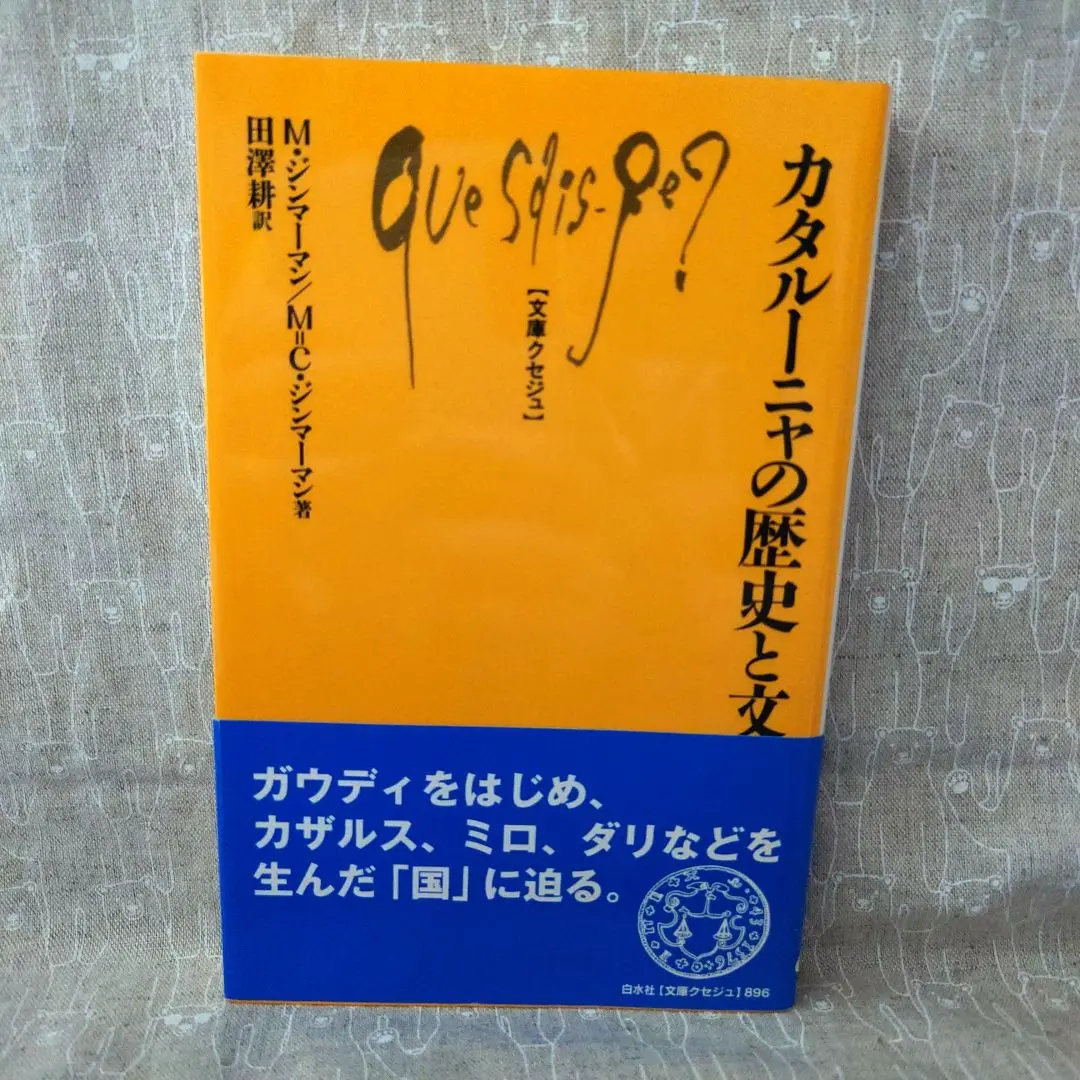 カタルーニャの歴史と文
que sais-je?
【文庫クセジュ】
M・ジンマーマン／M=C・ジンマーマン著
田澤耕訳
ガウディをはじめ、
カザルス、ミロ、ダリなどを
生んだ「国」に迫る。
白水社【文庫クセジュ】896